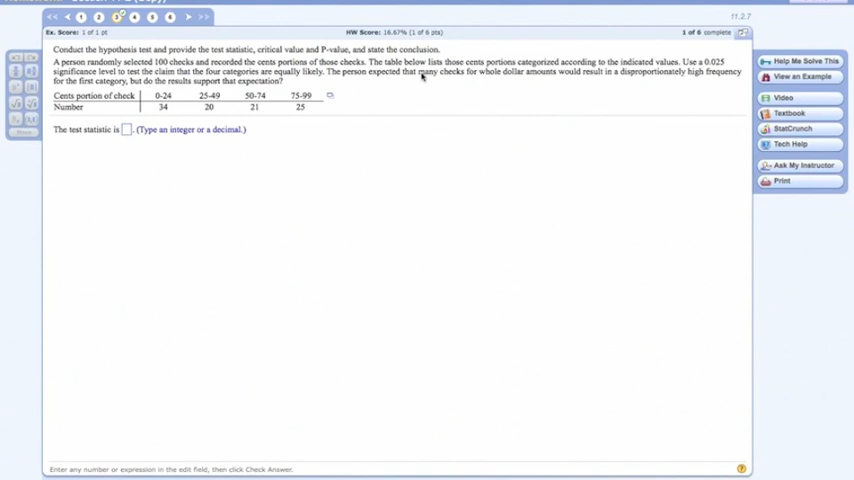 << < 1 2 3 4 5 6 > >>
11.2.7
Ex. Score: 1 of 1 pt
HW Score: 16.67% (1 of 6 pts)
1 of 6 complete
Conduct the hypothesis test and provide the test statistic, critical value and P-value, and state the conclusion.
A person randomly selected 100 checks and recorded the cents portions of those checks. The table below lists those cents portions categorized according to the indicated values. Use a 0.025
significance level to test the claim that the four categories are equally likely. The person expected that many checks for whole dollar amounts would result in a disproportionately high frequency
for the first category, but do the results support that expectation?
Cents portion of check 0-24 25-49 50-74 75-99
Number 34 20 21 25
The test statistic is . (Type an integer or a decimal.)
Help Me Solve This
View an Example
Video
Textbook
StatCrunch
Tech Help
Ask My Instructor
Print
Enter any number or expression in the edit field, then click Check Answer.
?